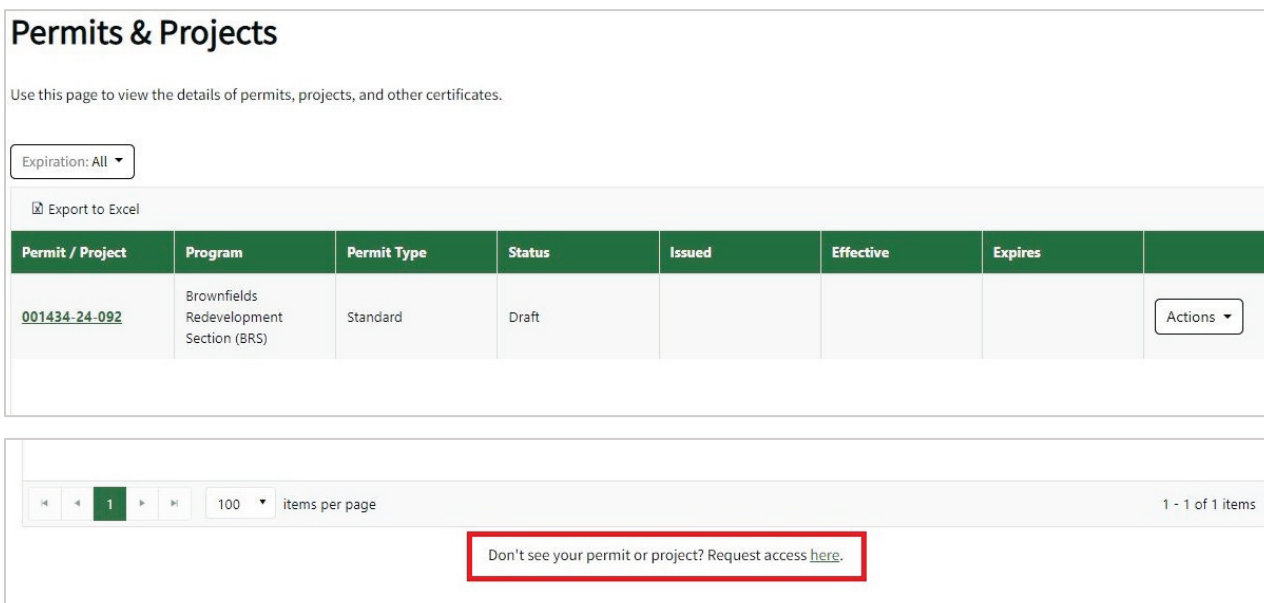 Permits & Projects
Use this page to view the details of permits, projects, and other certificates.
Expiration: All
Export to Excel
Permit / Project Program Permit Type Status Issued Effective Expires
001434-24-092 Brownfields Redevelopment Section (BRS) Standard Draft Actions
1 100 items per page 1 - 1 of 1 items
Don't see your permit or project? Request access here.